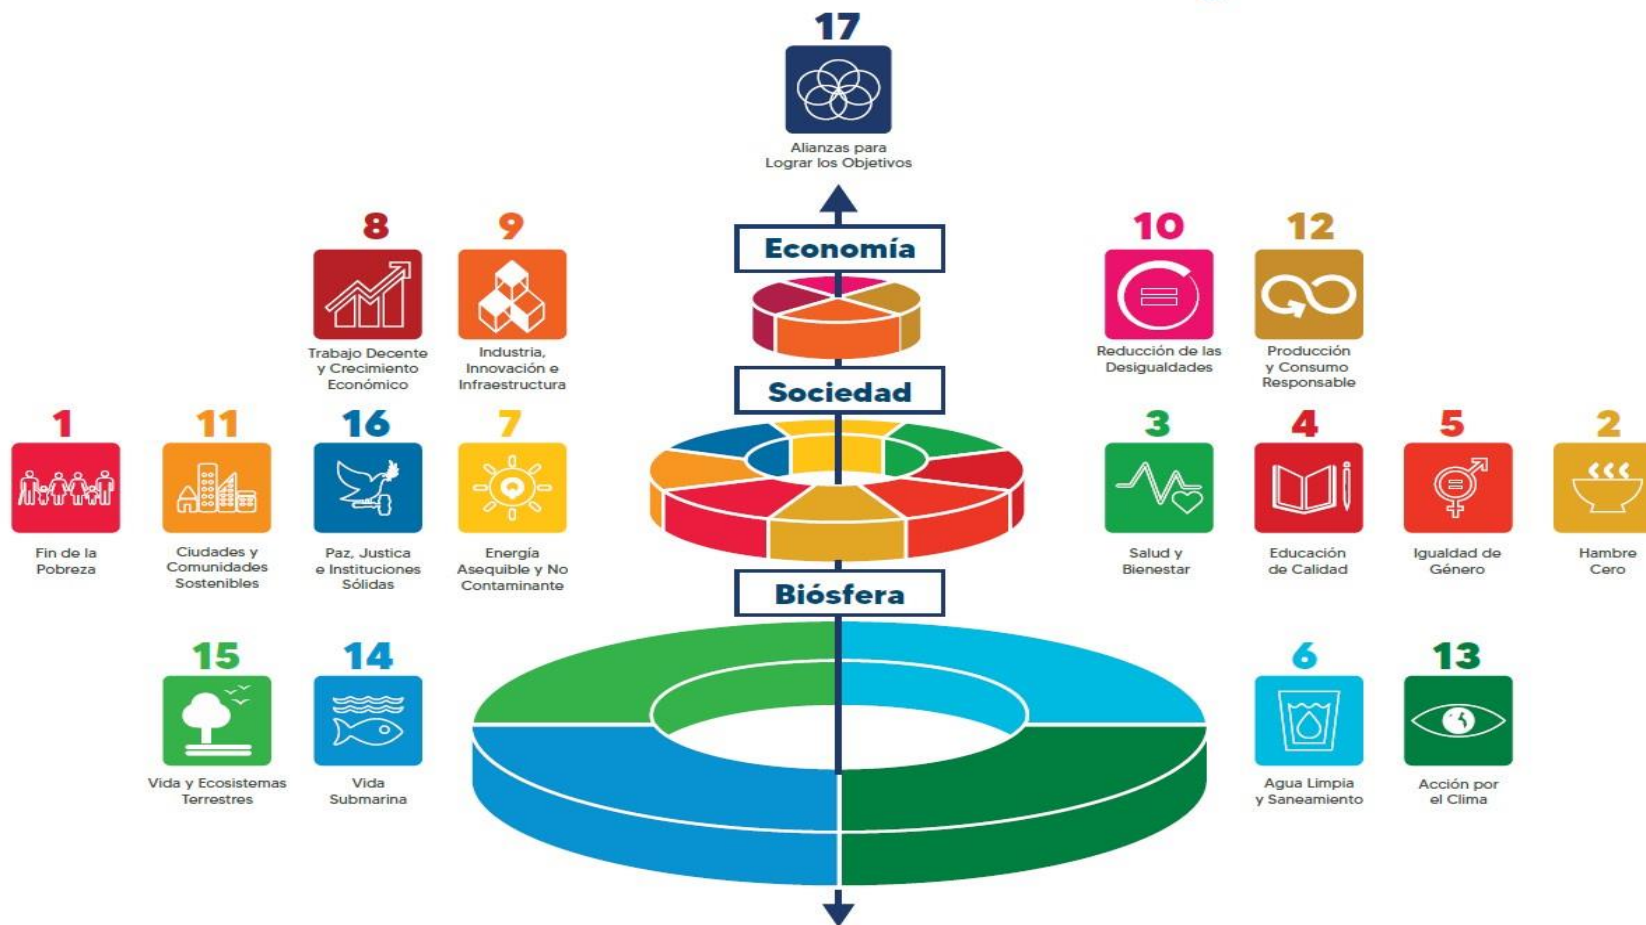 17
Alianzas para
Lograr los Objetivos
Economía
8
Trabajo Decente
y Crecimiento
Económico
9
Industria,
Innovación e
Infraestructura
10
Reducción de las
Desigualdades
12
Producción
y Consumo
Responsable
Sociedad
1
Fin de la
Pobreza
11
Ciudades y
Comunidades
Sostenibles
16
Paz, Justica
e Instituciones
Sólidas
7
Energía
Asequible y No
Contaminante
3
Salud y
Bienestar
4
Educación
de Calidad
5
Igualdad de
Género
2
Hambre
Cero
Biósfera
15
Vida y Ecosistemas
Terrestres
14
Vida
Submarina
6
Agua Limpia
y Saneamiento
13
Acción por
el Clima